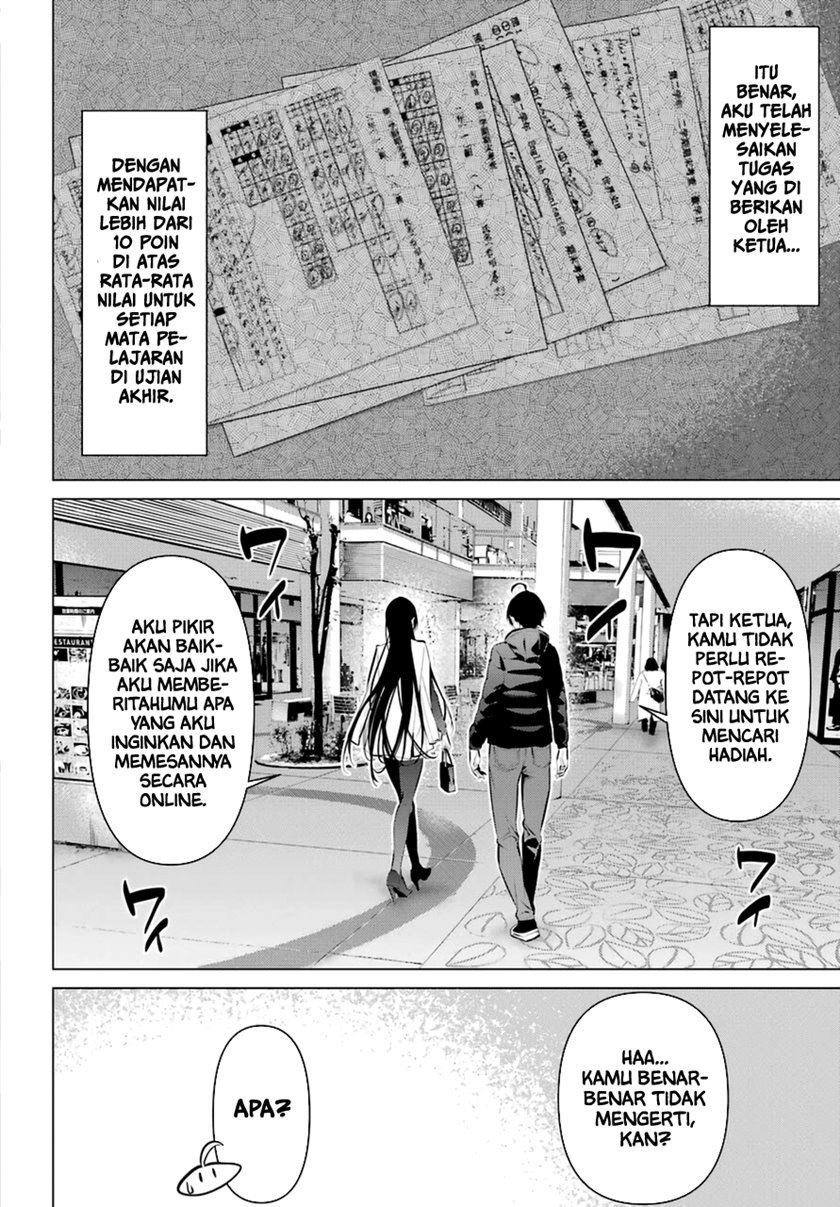 ITU
BENAR,
AKU TELAH
MENYELE-
SAIKAN
TUGAS
YANG DI
BERIKAN
OLEH
KETUA...
DENGAN
MENDAPAT-
KAN NILAI
LEBIH DARI
10 POIN
DI ATAS
RATA-RATA
NILAI UNTUK
SETIAP
MATA PE-
LAJARAN
DI UJIAN
AKHIR.
English Communication
TAPI KETUA,
KAMU TIDAK
PERLU RE-
POT-REPOT
DATANG KE
SINI UNTUK
MENCARI
HADIAH.
AKU PIKIR
AKAN BAIK-
BAIK SAJA JIKA
AKU MEMBE-
RITAHUMU APA
YANG AKU
INGINKAN DAN
MEMESANNYA
SECARA
ONLINE.
RESTAURANT
HAA...
KAMU BENAR-
BENAR TIDAK
MENGERTI,
KAN?
APA?